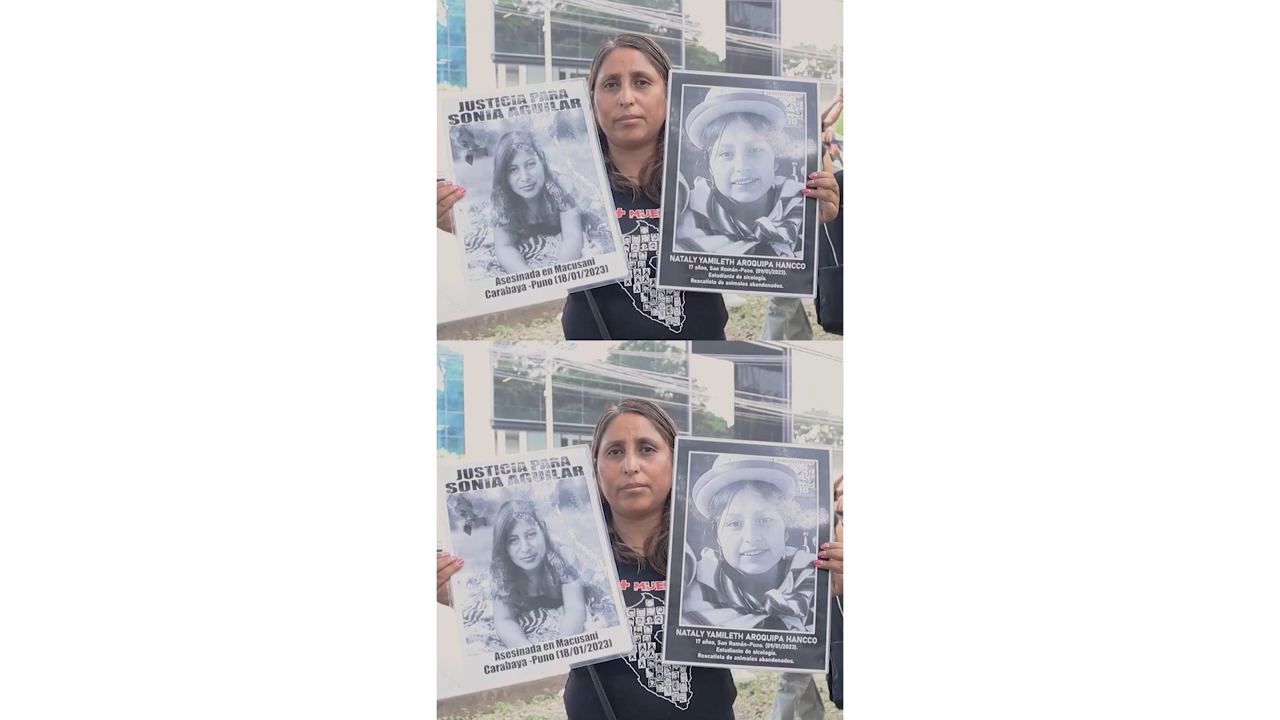 JUSTICIA PARA
SONIA AGUILAR
Asesinada en Macusani
Carabaya -Puno (18/01/2023)
+ MUE
NATALY YAMILETH AROQUIPA HANCCO
17 años, San Román-Puno. (09/01/2023).
Estudiante de sicología.
Rescatista de animales abandonados.
JUSTICIA PARA
SONIA AGUILAR
Asesinada en Macusani
Carabaya -Puno (18/01/2023)
+ MUE
NATALY YAMILETH AROQUIPA HANCCO
17 años, San Román-Puno. (09/01/2023).
Estudiante de sicología.
Rescatista de animales abandonados.